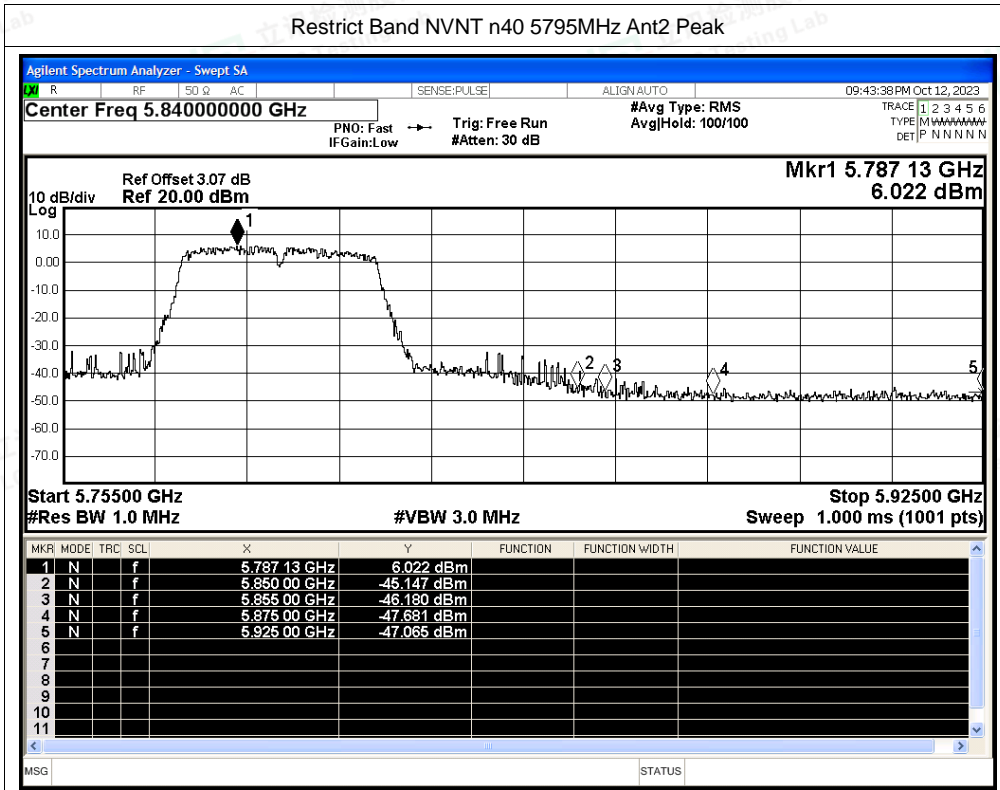 Restrict Band NVNT n40 5795MHz Ant2 Peak
Agilent Spectrum Analyzer - Swept SA
LXI R RF 50 Ω AC SENSE:PULSE ALIGN AUTO 09:43:38 PM Oct 12, 2023
Center Freq 5.840000000 GHz #Avg Type: RMS TRACE 1 2 3 4 5 6
PNO: Fast Trig: Free Run Avg|Hold: 100/100 TYPE M WWWWW
IFGain:Low #Atten: 30 dB DET P N N N N N
Mkr1 5.787 13 GHz
Ref Offset 3.07 dB
10 dB/div Ref 20.00 dBm 6.022 dBm
Log
1
10.0
0.00
-10.0
-20.0
-30.0
2 3 4 5
-40.0
-50.0
-60.0
-70.0
Start 5.75500 GHz Stop 5.92500 GHz
#Res BW 1.0 MHz #VBW 3.0 MHz Sweep 1.000 ms (1001 pts)
MKR MODE TRC SCL X Y FUNCTION FUNCTION WIDTH FUNCTION VALUE
1 N f 5.787 13 GHz 6.022 dBm
2 N f 5.850 00 GHz -45.147 dBm
3 N f 5.855 00 GHz -46.180 dBm
4 N f 5.875 00 GHz -47.681 dBm
5 N f 5.925 00 GHz -47.065 dBm
6
7
8
9
10
11
MSG STATUS